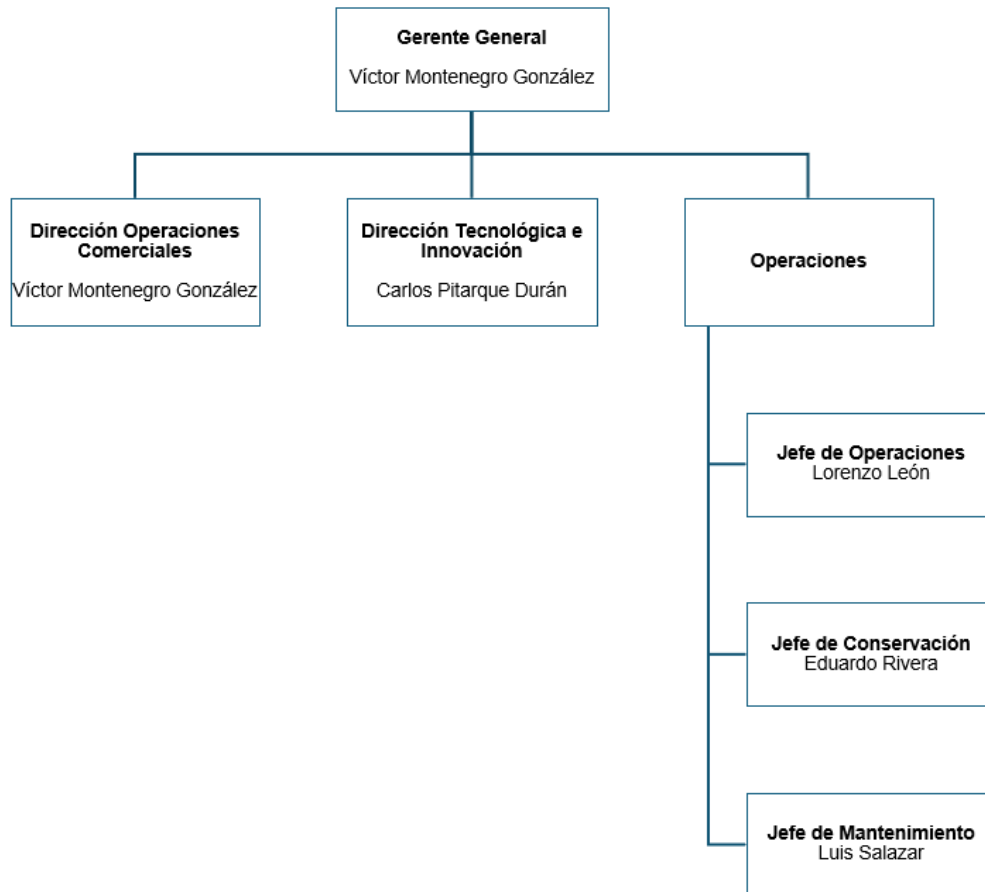 Gerente General
Víctor Montenegro González
Dirección Operaciones
Comerciales
Víctor Montenegro González
Dirección Tecnológica e
Innovación
Carlos Pitarque Durán
Operaciones
Jefe de Operaciones
Lorenzo León
Jefe de Conservación
Eduardo Rivera
Jefe de Mantenimiento
Luis Salazar